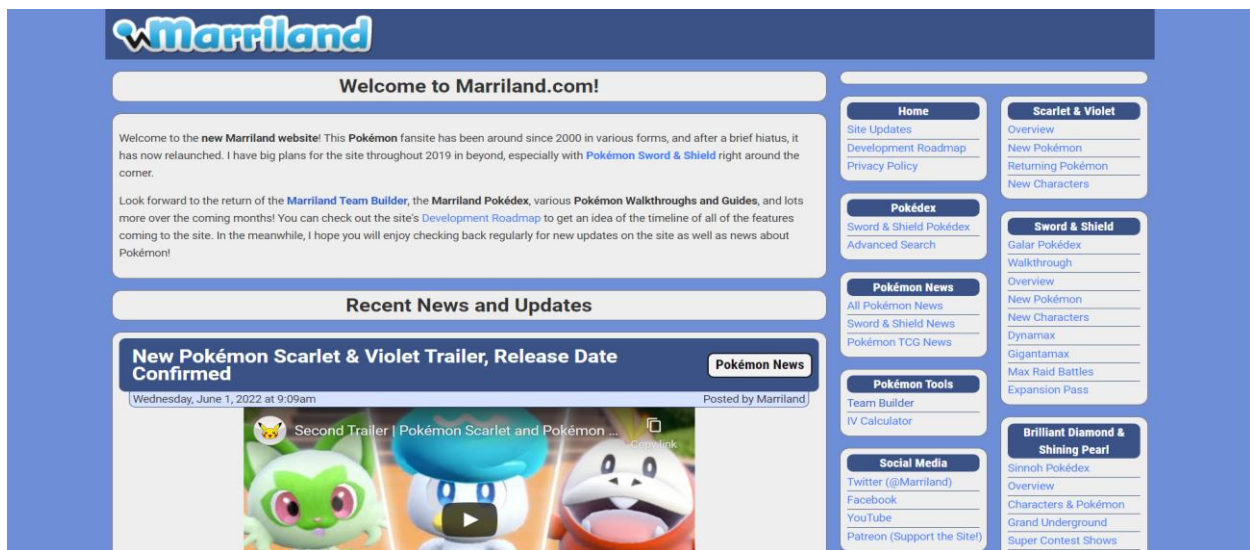 Marriland
Welcome to Marriland.com!
Welcome to the new Marriland website! This Pokémon fansite has been around since 2000 in various forms, and after a brief hiatus, it
has now relaunched. I have big plans for the site throughout 2019 in beyond, especially with Pokémon Sword & Shield right around the
corner.
Look forward to the return of the Marriland Team Builder, the Marriland Pokédex, various Pokémon Walkthroughs and Guides, and lots
more over the coming months! You can check out the site's Development Roadmap to get an idea of the timeline of all of the features
coming to the site. In the meanwhile, I hope you will enjoy checking back regularly for new updates on the site as well as news about
Pokémon!
Recent News and Updates
New Pokémon Scarlet & Violet Trailer, Release Date
Confirmed
Pokémon News
Wednesday, June 1, 2022 at 9:09am
Posted by Marriland
Second Trailer | Pokémon Scarlet and Pokémon ...
Copy link
Home
Site Updates
Development Roadmap
Privacy Policy
Pokédex
Sword & Shield Pokédex
Advanced Search
Pokémon News
All Pokémon News
Sword & Shield News
Pokémon TCG News
Pokémon Tools
Team Builder
IV Calculator
Social Media
Twitter (@Marriland)
Facebook
YouTube
Patreon (Support the Site!)
Scarlet & Violet
Overview
New Pokémon
Returning Pokémon
New Characters
Sword & Shield
Galar Pokédex
Walkthrough
Overview
New Pokémon
New Characters
Dynamax
Gigantamax
Max Raid Battles
Expansion Pass
Brilliant Diamond &
Shining Pearl
Sinnoh Pokédex
Overview
Characters & Pokémon
Grand Underground
Super Contest Shows